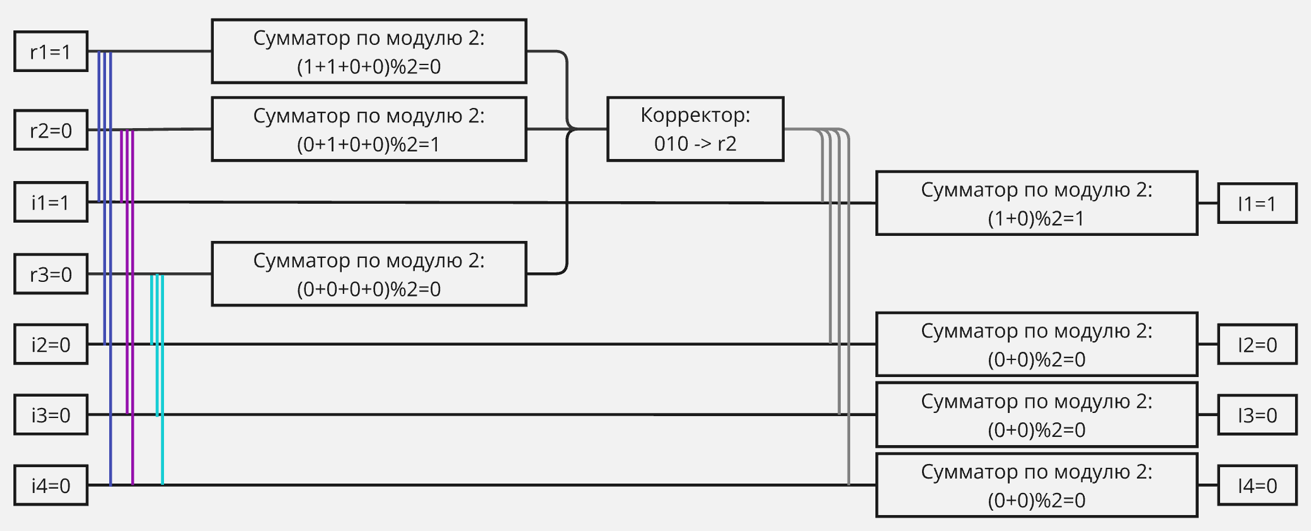 r1=1
Сумматор по модулю 2:
(1+1+0+0)%2=0
r2=0
Сумматор по модулю 2:
(0+1+0+0)%2=1
Корректор:
010 -> r2
i1=1
Сумматор по модулю 2:
(1+0)%2=1
I1=1
r3=0
Сумматор по модулю 2:
(0+0+0+0)%2=0
i2=0
Сумматор по модулю 2:
(0+0)%2=0
I2=0
i3=0
Сумматор по модулю 2:
(0+0)%2=0
I3=0
i4=0
Сумматор по модулю 2:
(0+0)%2=0
I4=0